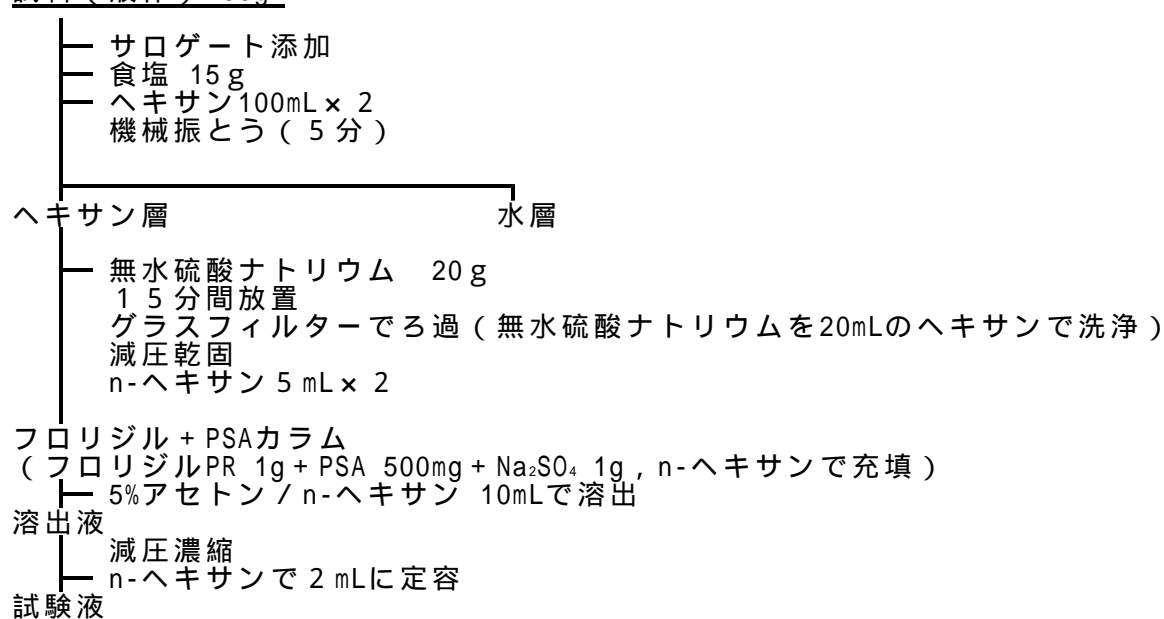 サロゲート添加
食塩 15g
ヘキサン100mL×2
機械振とう(5分)
ヘキサン層 水層
無水硫酸ナトリウム 20g
15分間放置
グラスフィルターでろ過(無水硫酸ナトリウムを20mLのヘキサンで洗浄)
減圧乾固
n-ヘキサン5mL×2
フロリジル+PSAカラム
(フロリジルPR 1g+PSA 500mg+Na₂SO₄ 1g,n-ヘキサンで充填)
5%アセトン/n-ヘキサン 10mLで溶出
溶出液
減圧濃縮
n-ヘキサンで2mLに定容
試験液